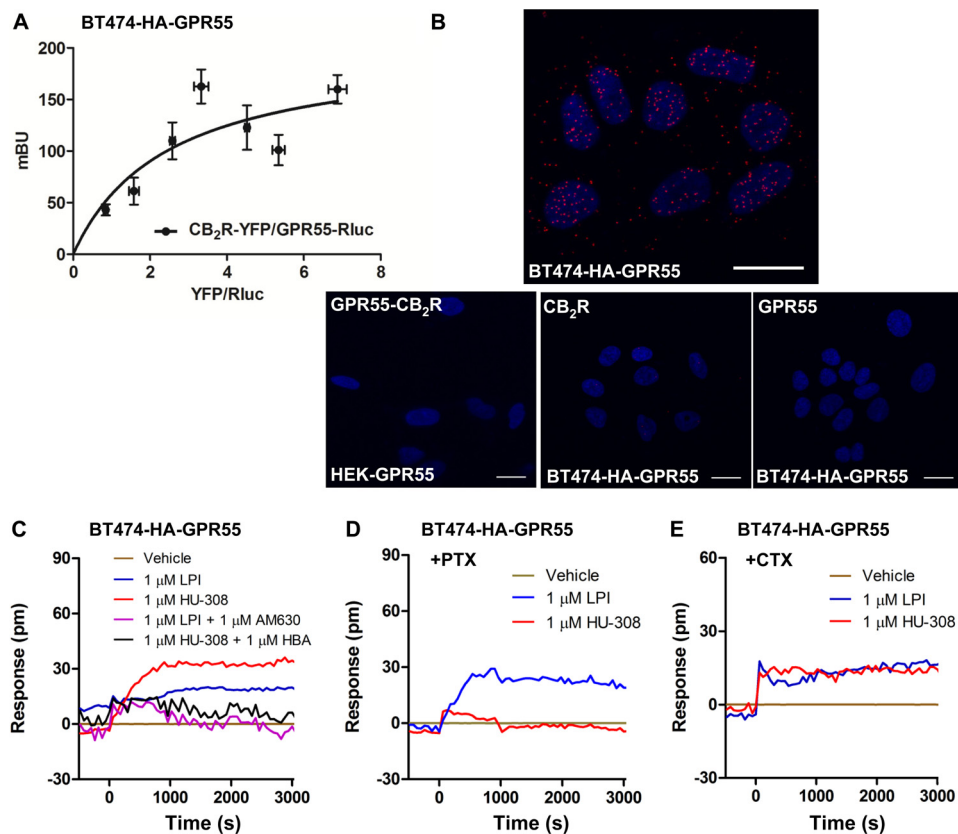 A
BT474-HA-GPR55
200
150
100
50
0
mBU
0 2 4 6 8
YFP/Rluc
CB₂R-YFP/GPR55-Rluc
B
BT474-HA-GPR55
GPR55-CB₂R
HEK-GPR55
CB₂R
BT474-HA-GPR55
GPR55
BT474-HA-GPR55
C
BT474-HA-GPR55
Vehicle
1 μM LPI
1 μM HU-308
1 μM LPI + 1 μM AM630
1 μM HU-308 + 1 μM HBA
90
60
30
0
-30
Response (pm)
0 1000 2000 3000
Time (s)
D
BT474-HA-GPR55
+PTX
Vehicle
1 μM LPI
1 μM HU-308
90
60
30
0
-30
Response (pm)
0 1000 2000 3000
Time (s)
E
BT474-HA-GPR55
+CTX
Vehicle
1 μM LPI
1 μM HU-308
60
30
0
-30
Response (pm)
0 1000 2000 3000
Time (s)